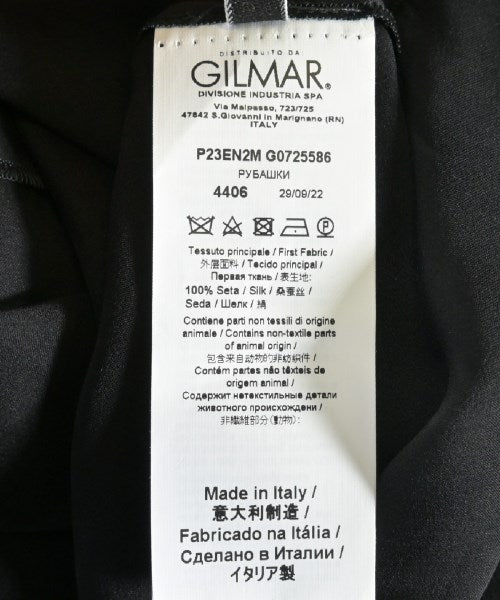 DISTRIBUITO DA
GILMAR®
DIVISIONE INDUSTRIA SPA
Via Malpasso, 723/725
47842 S.Giovanni in Marignano (RN)
ITALY
P23EN2M G0725586
РУБАШКИ
4406 29/09/22
P
Tessuto principale / First Fabric /
外层面料 / Tecido principal /
Первая ткань / 表生地:
100% Seta / Silk / 桑蚕丝 /
Seda / Шелк / 絹
Contiene parti non tessili di origine
animale / Contains non-textile parts
of animal origin /
包含来自动物的非纺织件 /
Contém partes não têxteis de
origem animal /
Содержит нетекстильные детали
животного происхождени /
非繊維部分(動物):
Made in Italy /
意大利制造 /
Fabricado na Itália /
Сделано в Италии /
イタリア製